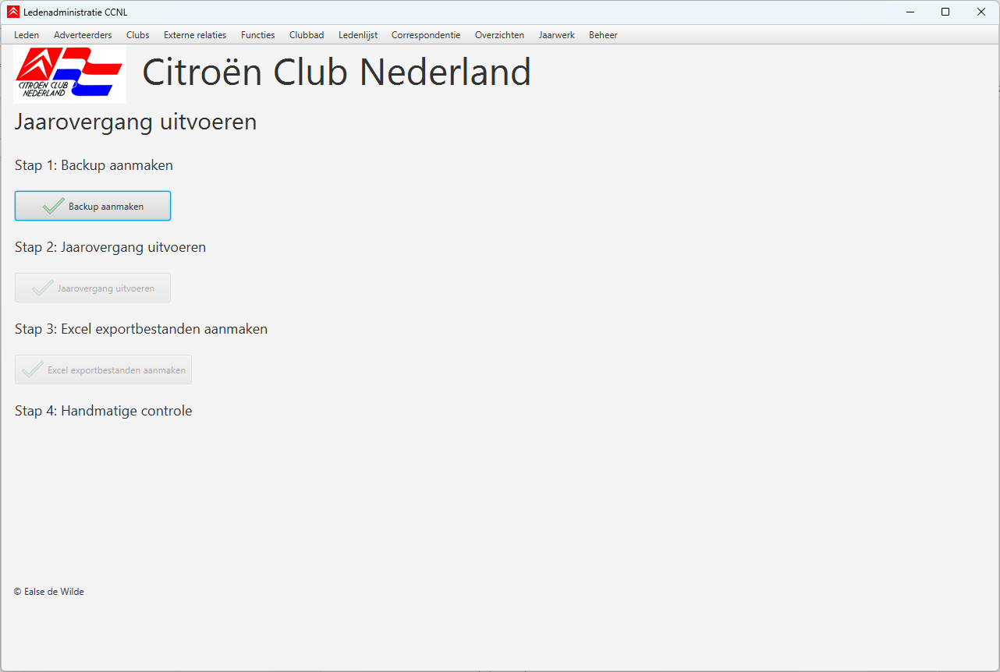 Ledenadministratie CCNL
Leden Adverteerders Clubs Externe relaties Functies Clubbad Ledenlijst Correspondentie Overzichten Jaarwerk Beheer
CITROEN CLUB
NEDERLAND
Citroën Club Nederland
Jaarovergang uitvoeren
Stap 1: Backup aanmaken
Backup aanmaken
Stap 2: Jaarovergang uitvoeren
Jaarovergang uitvoeren
Stap 3: Excel exportbestanden aanmaken
Excel exportbestanden aanmaken
Stap 4: Handmatige controle
© Ealse de Wilde